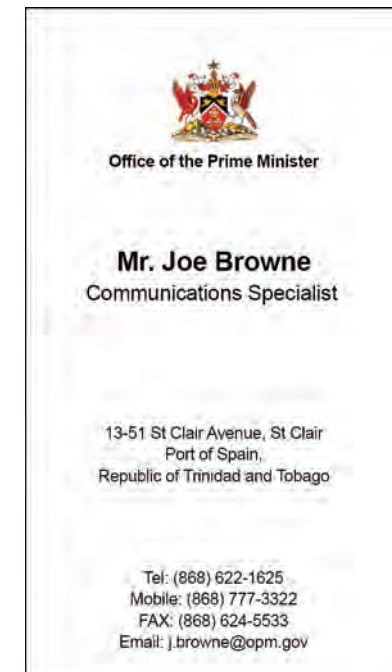 Office of the Prime Minister
Mr. Joe Browne
Communications Specialist
13-51 St Clair Avenue, St Clair
Port of Spain,
Republic of Trinidad and Tobago
Tel: (868) 622-1625
Mobile: (868) 777-3322
FAX: (868) 624-5533
Email: j.browne@opm.gov